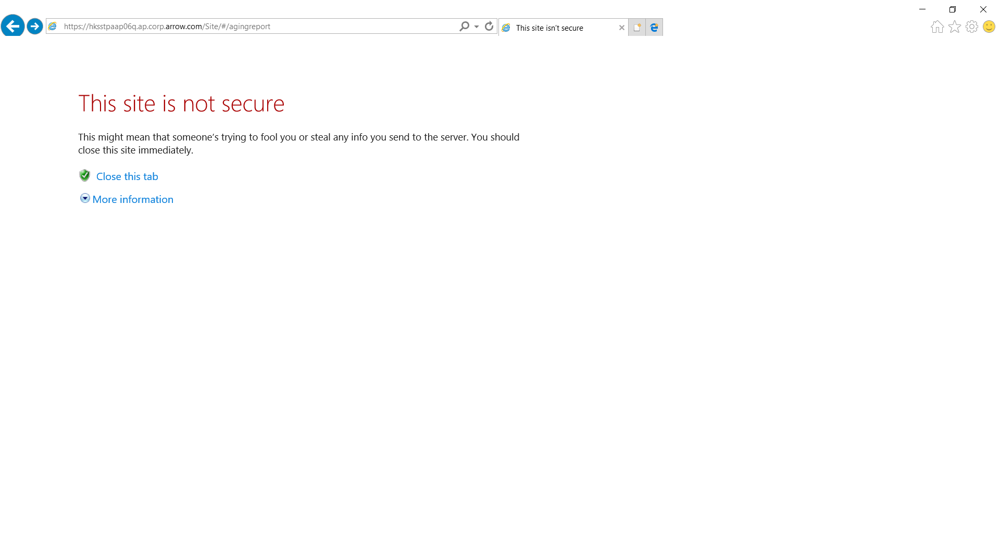 https://hksstpaap06q.ap.corp.arrow.com/Site/#/agingreport
This site isn't secure
This site is not secure
This might mean that someone's trying to fool you or steal any info you send to the server. You should
close this site immediately.
Close this tab
More information